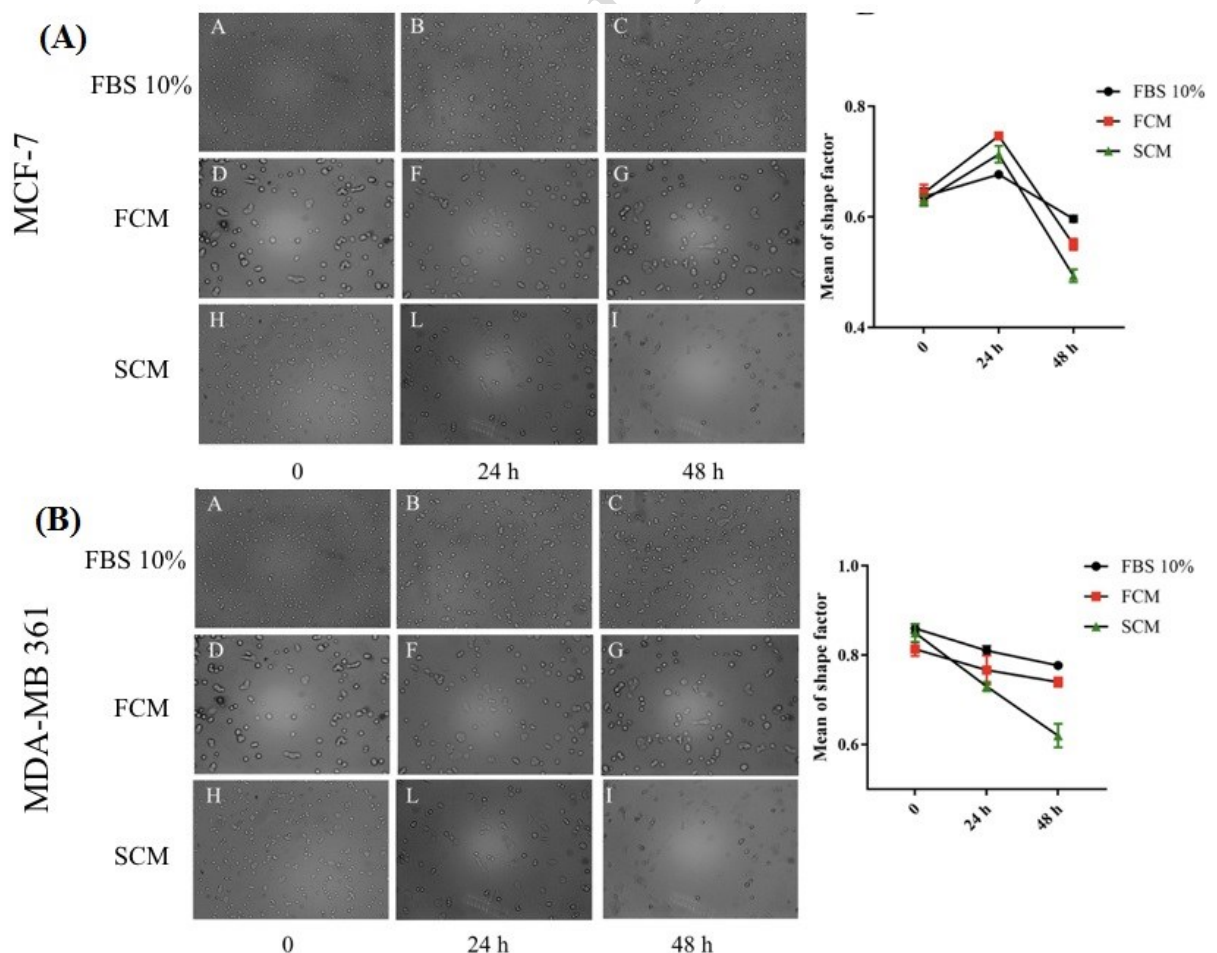 (A)
MCF-7
FBS 10%
A
B
C
FCM
D
F
G
SCM
H
L
I
0
24 h
48 h
FBS 10%
FCM
SCM
Mean of shape factor
0.8
0.6
0.4
0
24 h
48 h
(B)
MDA-MB 361
FBS 10%
A
B
C
FCM
D
F
G
SCM
H
L
I
0
24 h
48 h
FBS 10%
FCM
SCM
Mean of shape factor
1.0
0.8
0.6
0
24 h
48 h